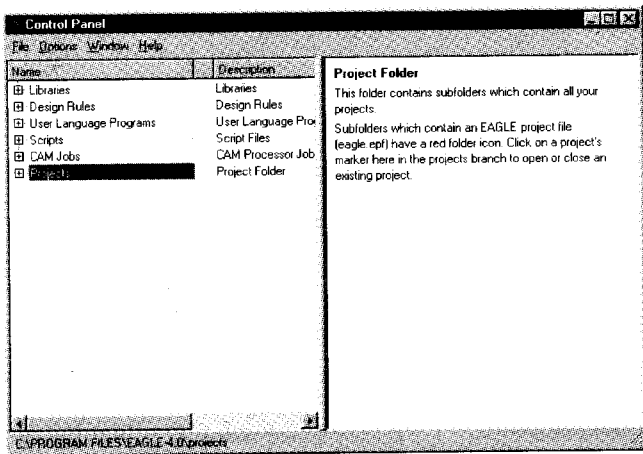 Control Panel
File Options Window Help
Name Description
Libraries Libraries
Design Rules Design Rules
User Language Programs User Language Pro
Scripts Script Files
CAM Jobs CAM Processor Job
Projects Project Folder
Project Folder
This folder contains subfolders which contain all your
projects.
Subfolders which contain an EAGLE project file
(eagle.epf) have a red folder icon. Click on a project's
marker here in the projects branch to open or close an
existing project.
C:\PROGRAM FILES\EAGLE-4.0\projects